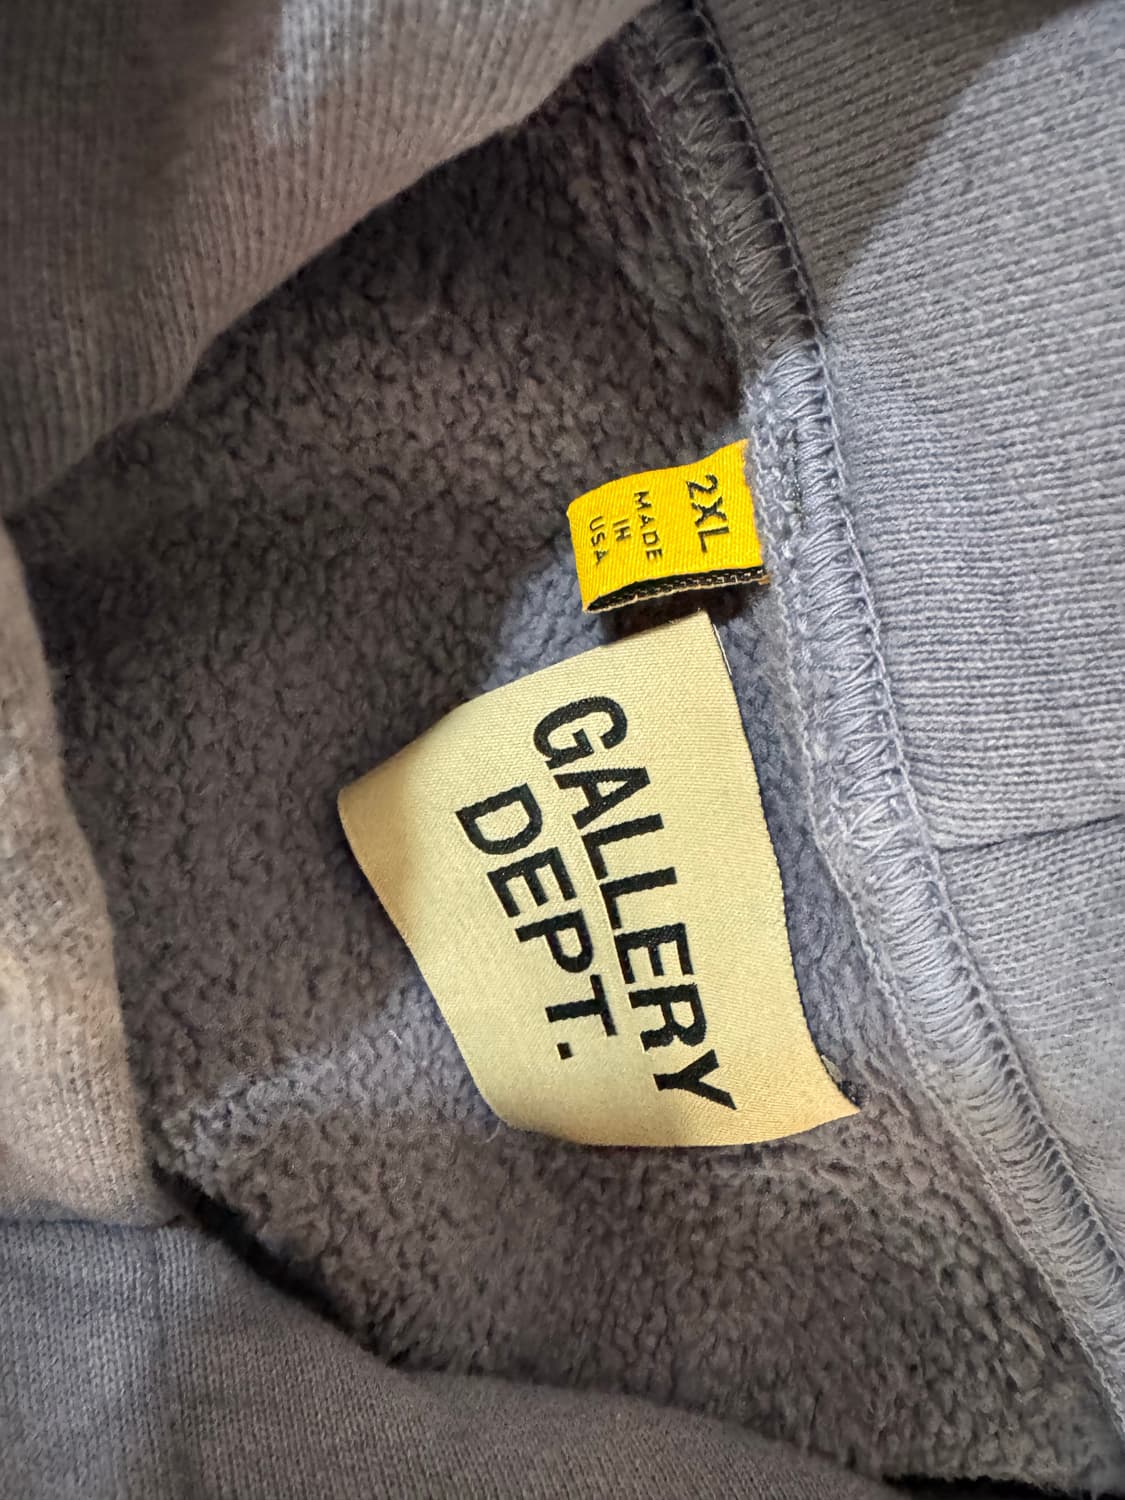 2XL
MADE
IN
USA
GALLERY
DEPT.